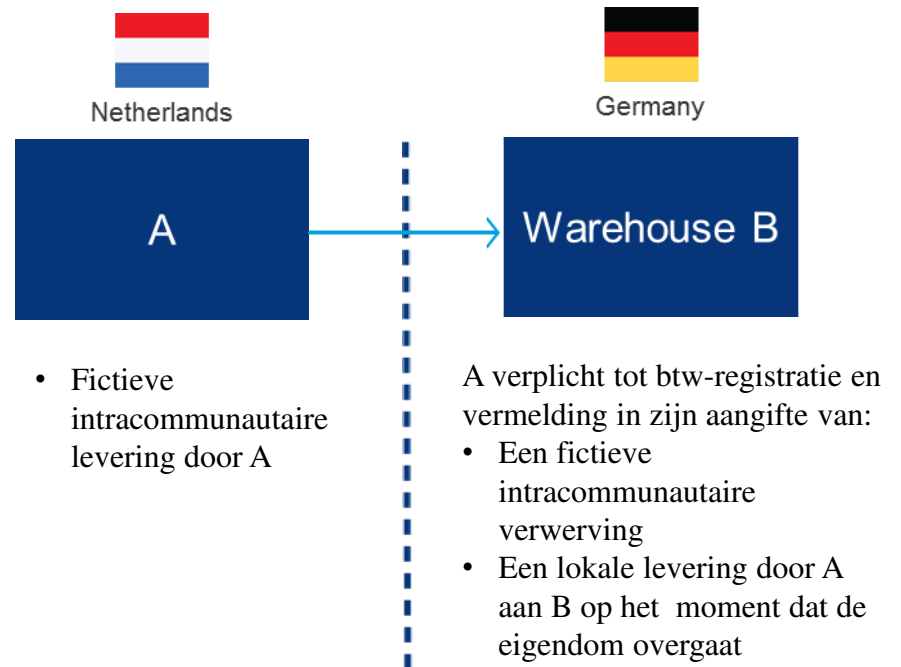 Netherlands
Germany
A
Warehouse B
• Fictieve
intracommunautaire
levering door A
A verplicht tot btw-registratie en
vermelding in zijn aangifte van:
• Een fictieve
intracommunautaire
verwerving
• Een lokale levering door A
aan B op het moment dat de
eigendom overgaat